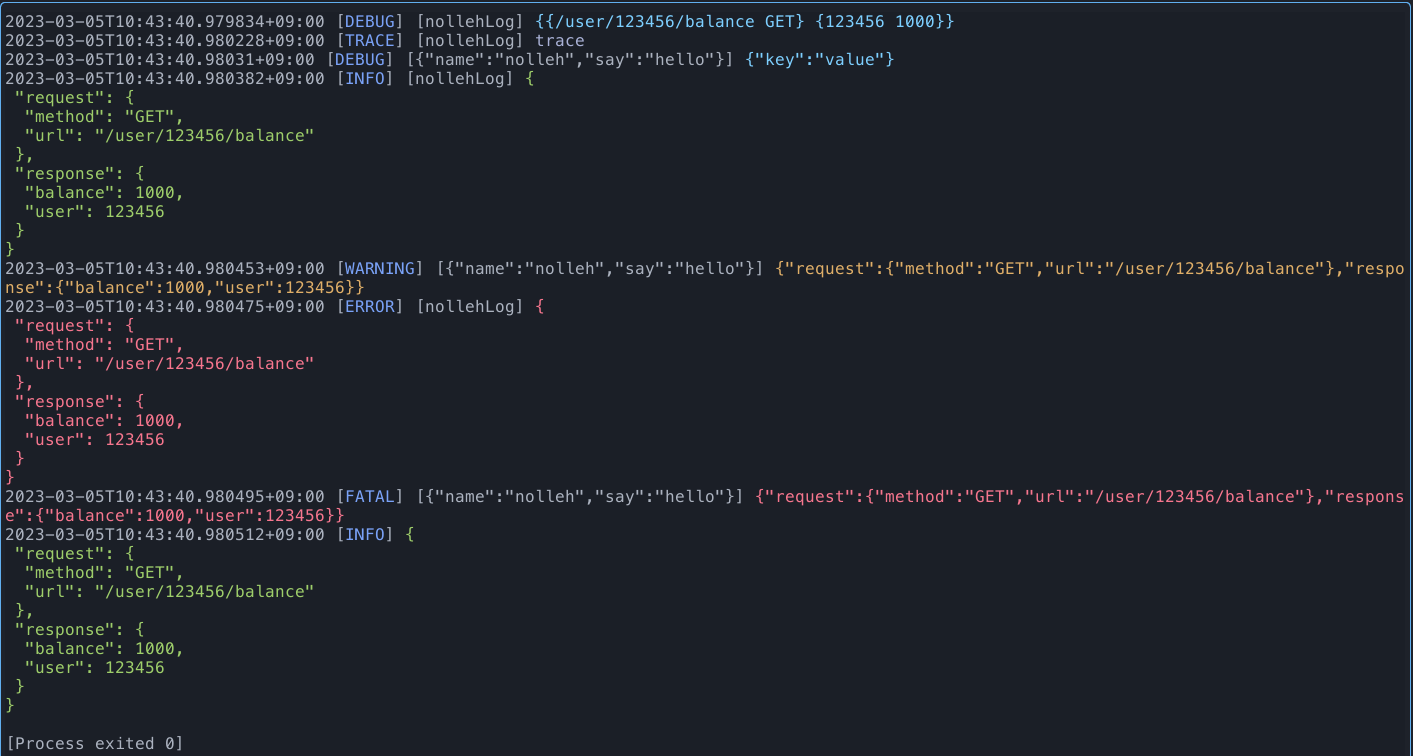 2023-03-05T10:43:40.979834+09:00 [DEBUG] [nollehLog] {{/user/123456/balance GET} {123456 1000}}
2023-03-05T10:43:40.980228+09:00 [TRACE] [nollehLog] trace
2023-03-05T10:43:40.98031+09:00 [DEBUG] [{"name":"nolleh","say":"hello"}] {"key":"value"}
2023-03-05T10:43:40.980382+09:00 [INFO] [nollehLog] {
 "request": {
  "method": "GET",
  "url": "/user/123456/balance"
 },
 "response": {
  "balance": 1000,
  "user": 123456
 }
}
2023-03-05T10:43:40.980453+09:00 [WARNING] [{"name":"nolleh","say":"hello"}] {"request":{"method":"GET","url":"/user/123456/balance"},"respo
nse":{"balance":1000,"user":123456}}
2023-03-05T10:43:40.980475+09:00 [ERROR] [nollehLog] {
 "request": {
  "method": "GET",
  "url": "/user/123456/balance"
 },
 "response": {
  "balance": 1000,
  "user": 123456
 }
}
2023-03-05T10:43:40.980495+09:00 [FATAL] [{"name":"nolleh","say":"hello"}] {"request":{"method":"GET","url":"/user/123456/balance"},"respons
e":{"balance":1000,"user":123456}}
2023-03-05T10:43:40.980512+09:00 [INFO] {
 "request": {
  "method": "GET",
  "url": "/user/123456/balance"
 },
 "response": {
  "balance": 1000,
  "user": 123456
 }
}
[Process exited 0]